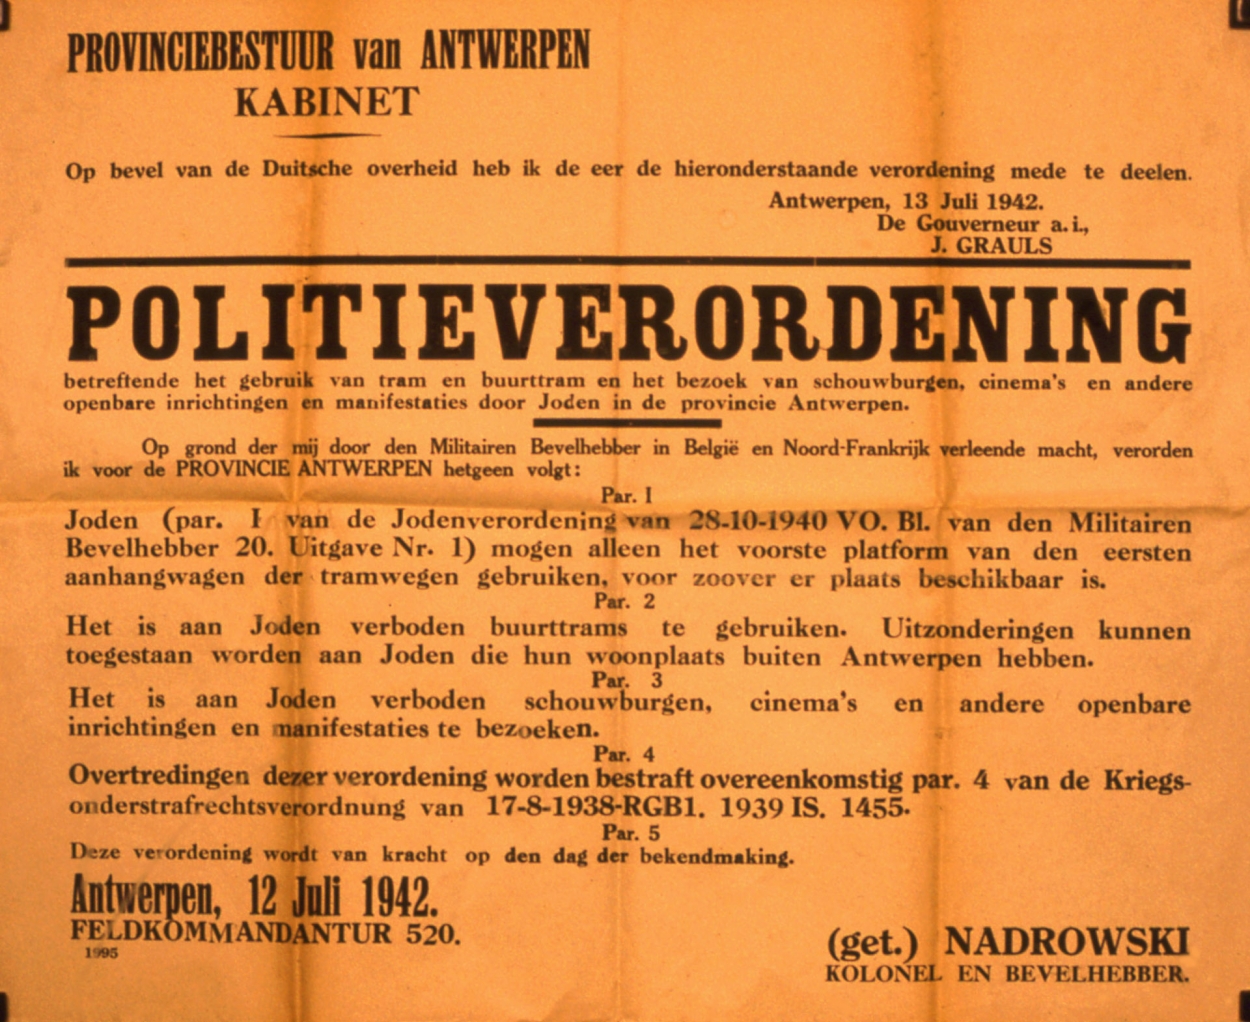 PROVINCIEBESTUUR van ANTWERPEN
KABINET
Op bevel van de Duitsche overheid heb ik de eer de hieronderstaande verordening mede te deelen.
Antwerpen, 13 Juli 1942.
De Gouverneur a. i.,
J. GRAULS
POLITIEVERORDENING
betreffende het gebruik van tram en buurttram en het bezoek van schouwburgen, cinema's en andere
openbare inrichtingen en manifestaties door Joden in de provincie Antwerpen.
Op grond der mij door den Militairen Bevelhebber in België en Noord-Frankrijk verleende macht, verorden
ik voor de PROVINCIE ANTWERPEN hetgeen volgt:
Par. I
Joden (par. I van de Jodenverordening van 28-10-1940 VO. Bl. van den Militairen
Bevelhebber 20. Uitgave Nr. 1) mogen alleen het voorste platform van den eersten
aanhangwagen der tramwegen gebruiken, voor zoover er plaats beschikbaar is.
Par. 2
Het is aan Joden verboden buurttrams te gebruiken. Uitzonderingen kunnen
toegestaan worden aan Joden die hun woonplaats buiten Antwerpen hebben.
Par. 3
Het is aan Joden verboden schouwburgen, cinema's en andere openbare
inrichtingen en manifestaties te bezoeken.
Par. 4
Overtredingen dezer verordening worden bestraft overeenkomstig par. 4 van de Kriegs-
onderstrafrechtsverordnung van 17-8-1938-RGB1. 1939 IS. 1455.
Par. 5
Deze verordening wordt van kracht op den dag der bekendmaking.
Antwerpen, 12 Juli 1942.
FELDKOMMANDANTUR 520.
1995
(get.) NADROWSKI
KOLONEL EN BEVELHEBBER.